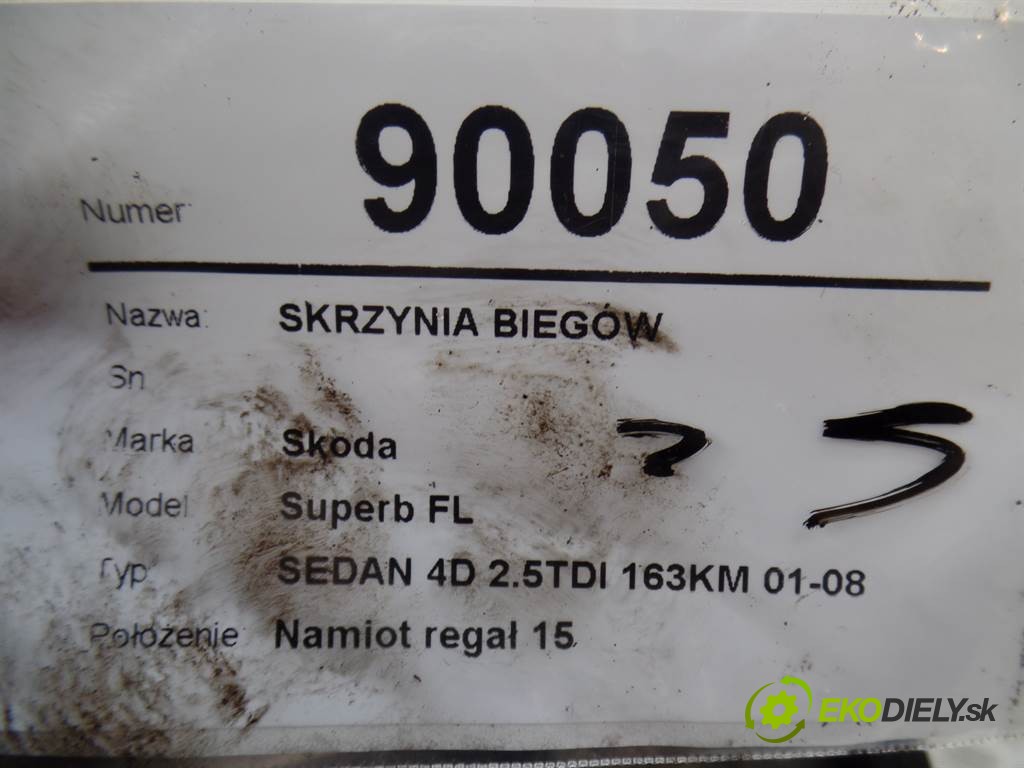 Numer: 90050
Nazwa: SKRZYNIA BIEGÓW
Sn
Marka Skoda
Model Superb FL
Typ SEDAN 4D 2.5TDI 163KM 01-08
Położenie Namiot regał 15
5
EKODIELY.sk